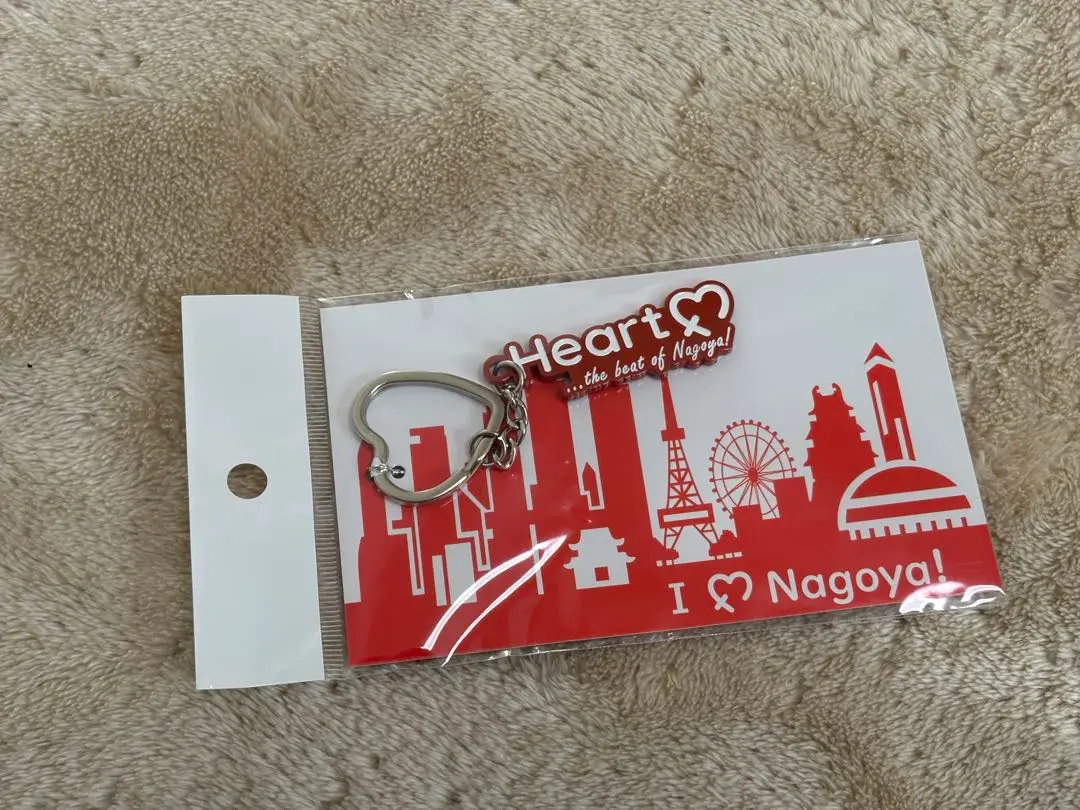 Heart
...the beat of Nagoya!
I Nagoya!